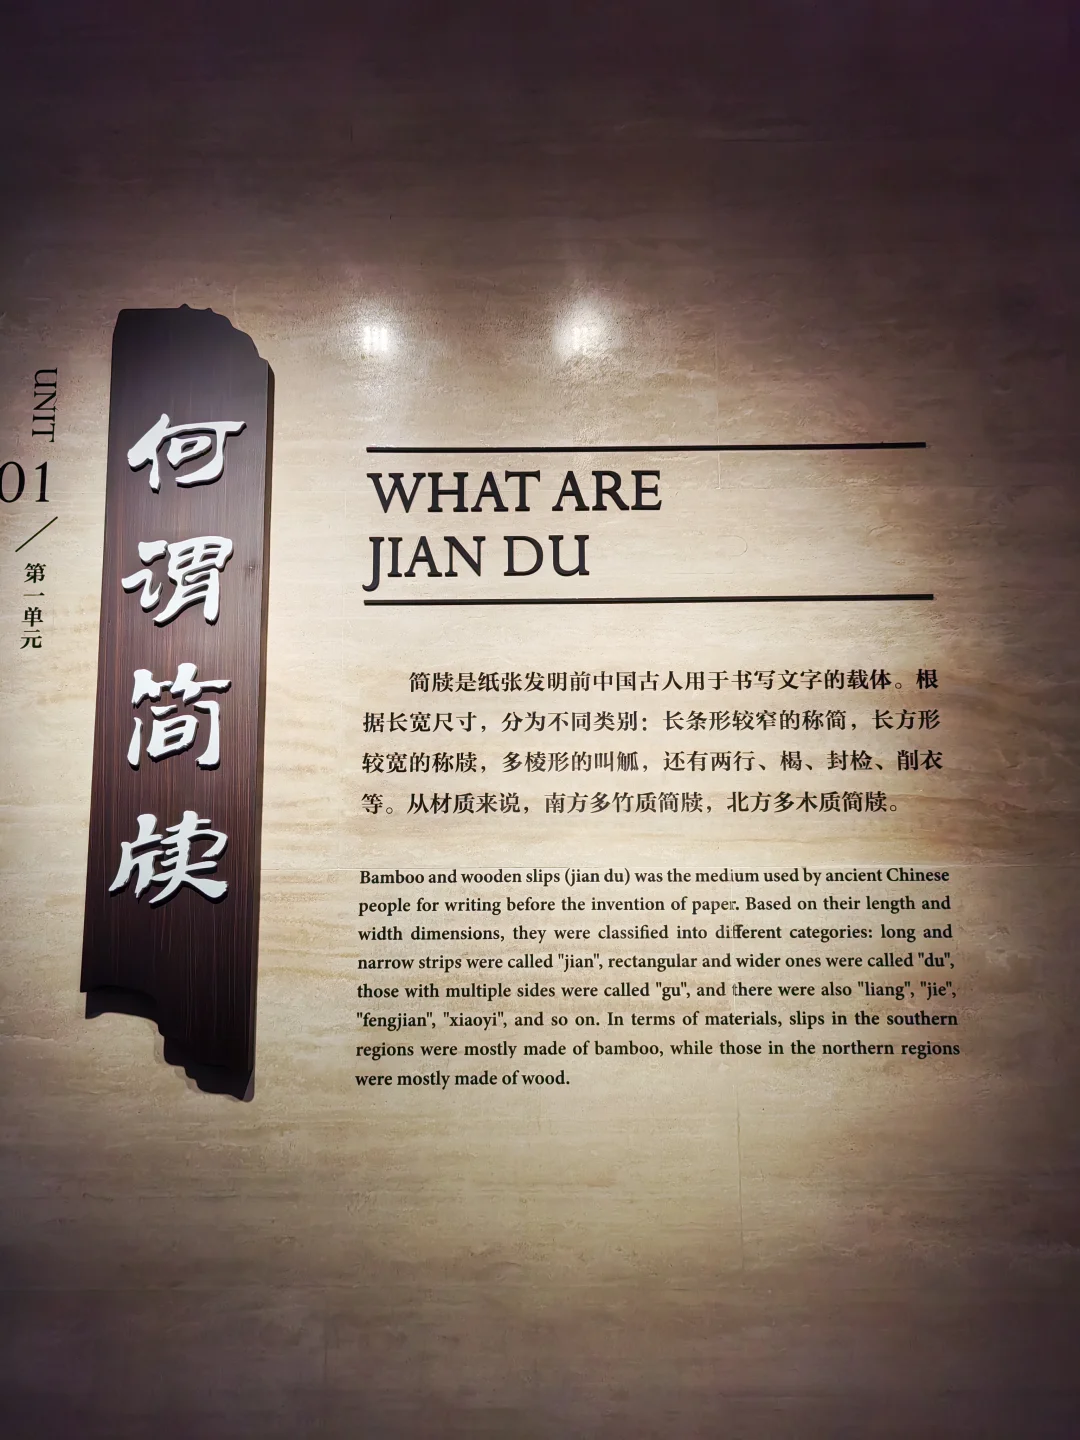 UNIT
01
第一单元
何谓简牍
WHAT ARE
JIAN DU
简牍是纸张发明前中国古人用于书写文字的载体。根
据长宽尺寸，分为不同类别：长条形较窄的称简，长方形
较宽的称牍，多棱形的叫觚，还有两行、楬、封检、削衣
等。从材质来说，南方多竹质简牍，北方多木质简牍。
Bamboo and wooden slips (jian du) was the medium used by ancient Chinese
people for writing before the invention of paper. Based on their length and
width dimensions, they were classified into different categories: long and
narrow strips were called "jian", rectangular and wider ones were called "du",
those with multiple sides were called "gu", and there were also "liang", "jie",
"fengjian", "xiaoyi", and so on. In terms of materials, slips in the southern
regions were mostly made of bamboo, while those in the northern regions
were mostly made of wood.